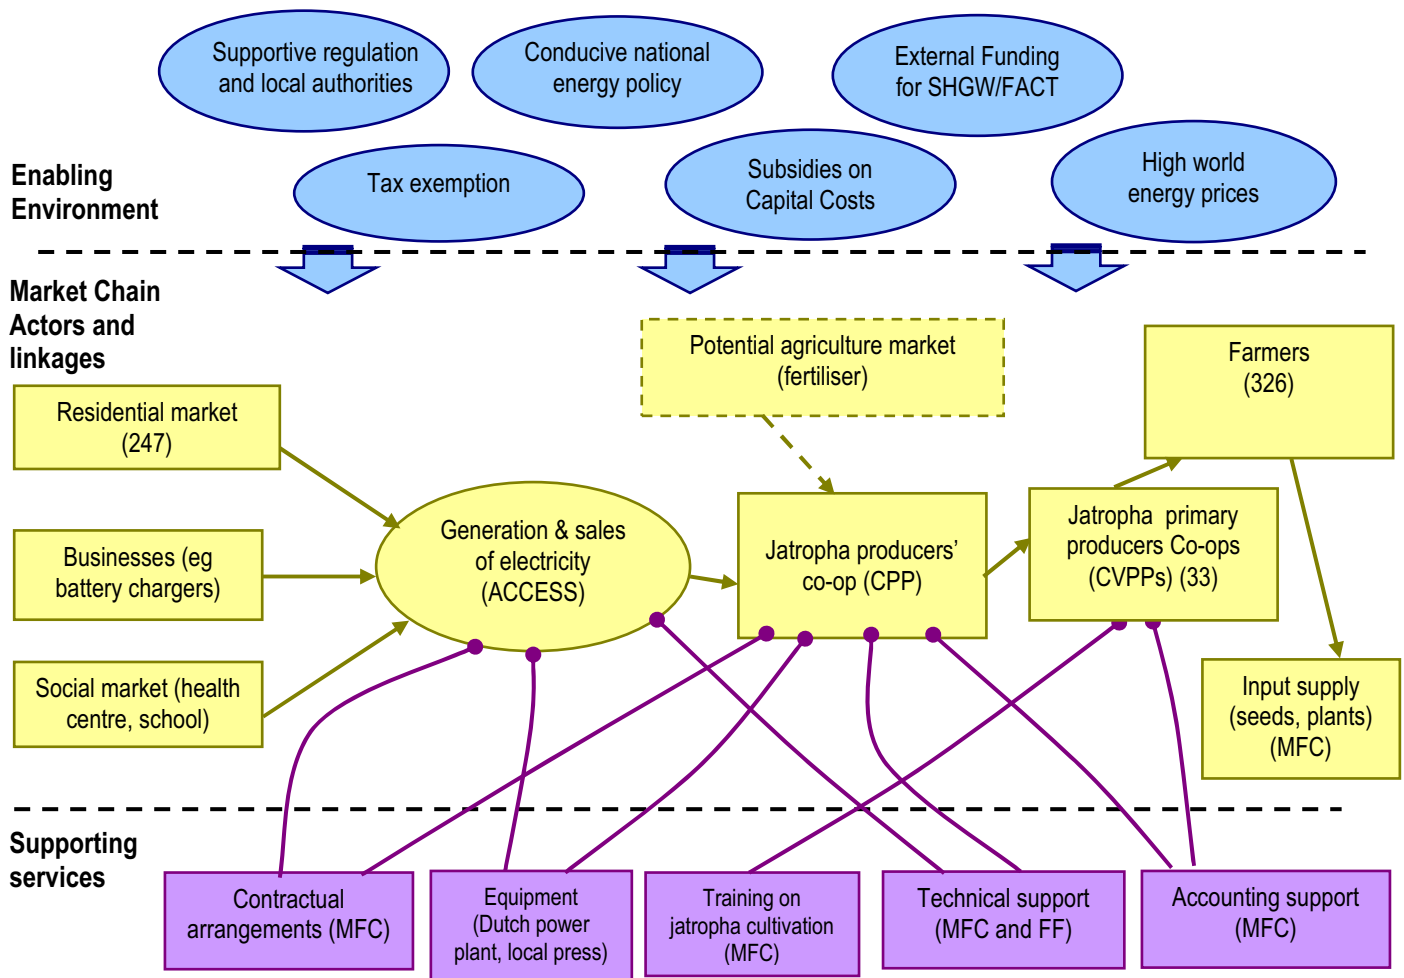 Supportive regulation
and local authorities
Conducive national
energy policy
External Funding
for SHGW/FACT
Enabling
Environment
Tax exemption
Subsidies on
Capital Costs
High world
energy prices
Market Chain
Actors and
linkages
Potential agriculture market
(fertiliser)
Farmers
(326)
Residential market
(247)
Businesses (eg
battery chargers)
Social market (health
centre, school)
Generation & sales
of electricity
(ACCESS)
Jatropha producers'
co-op (CPP)
Jatropha primary
producers Co-ops
(CVPPs) (33)
Input supply
(seeds, plants)
(MFC)
Supporting
services
Contractual
arrangements (MFC)
Equipment
(Dutch power
plant, local press)
Training on
jatropha cultivation
(MFC)
Technical support
(MFC and FF)
Accounting support
(MFC)